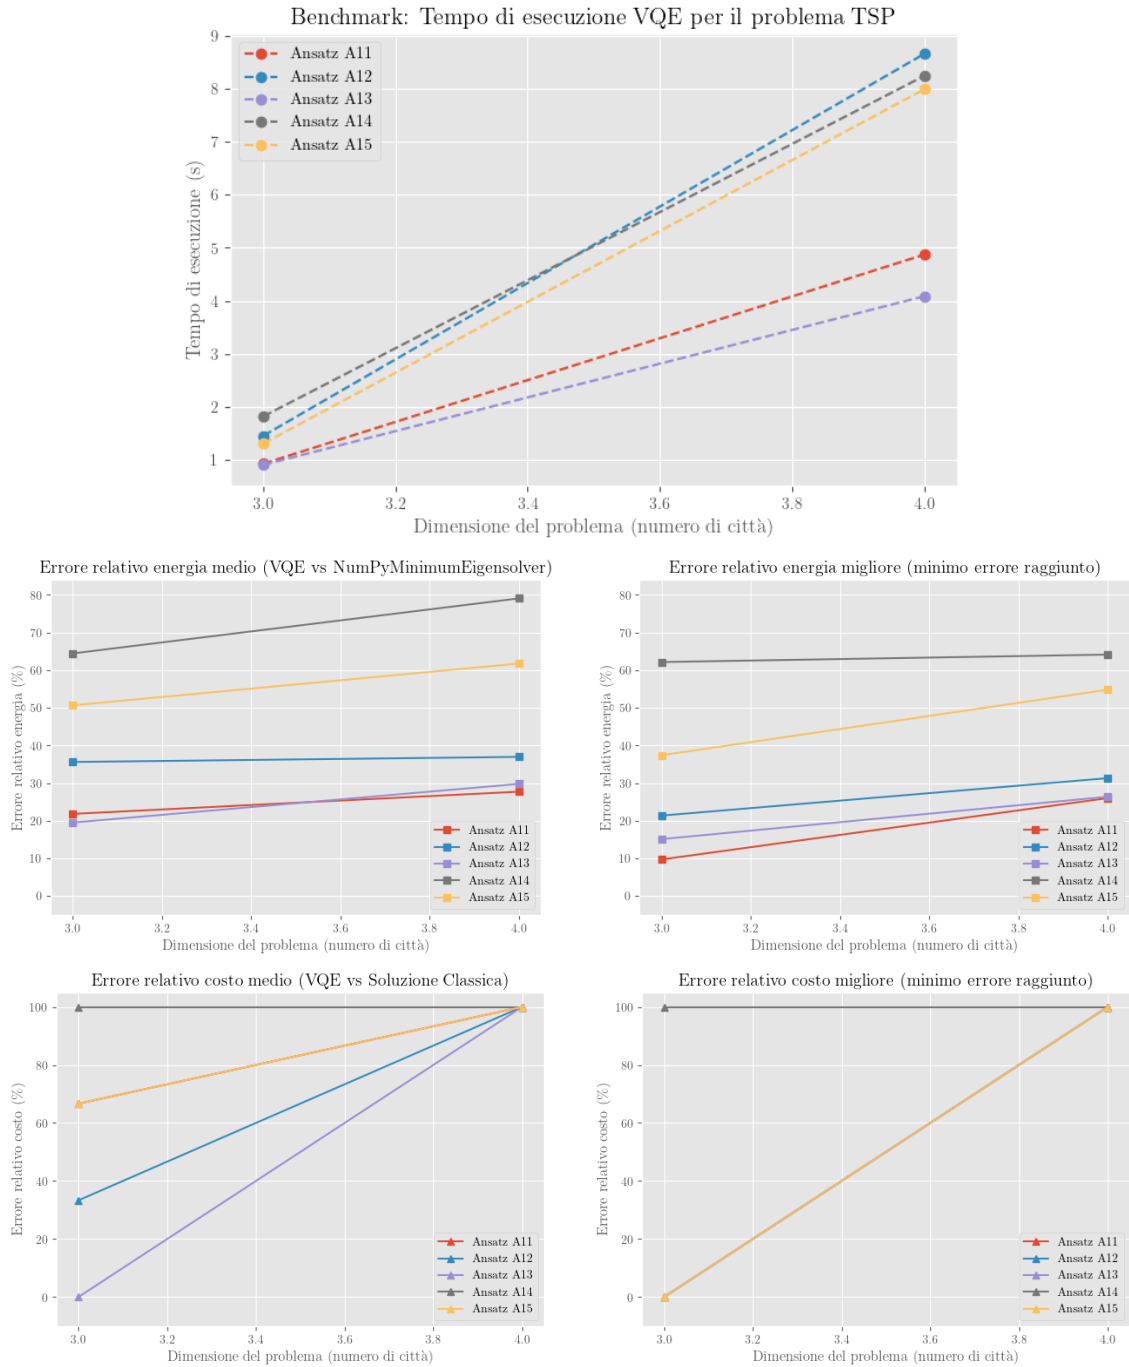 Benchmark: Tempo di esecuzione VQE per il problema TSP
Tempo di esecuzione (s)
9
8
7
6
5
4
3
2
1
Ansatz A11
Ansatz A12
Ansatz A13
Ansatz A14
Ansatz A15
3.0 3.2 3.4 3.6 3.8 4.0
Dimensione del problema (numero di città)
Errore relativo energia medio (VQE vs NumPyMinimumEigensolver)
Errore relativo energia (%)
80
70
60
50
40
30
20
10
0
Ansatz A11
Ansatz A12
Ansatz A13
Ansatz A14
Ansatz A15
3.0 3.2 3.4 3.6 3.8 4.0
Dimensione del problema (numero di città)
Errore relativo energia migliore (minimo errore raggiunto)
Errore relativo energia (%)
80
70
60
50
40
30
20
10
0
Ansatz A11
Ansatz A12
Ansatz A13
Ansatz A14
Ansatz A15
3.0 3.2 3.4 3.6 3.8 4.0
Dimensione del problema (numero di città)
Errore relativo costo medio (VQE vs Soluzione Classica)
Errore relativo costo (%)
100
80
60
40
20
0
Ansatz A11
Ansatz A12
Ansatz A13
Ansatz A14
Ansatz A15
3.0 3.2 3.4 3.6 3.8 4.0
Dimensione del problema (numero di città)
Errore relativo costo migliore (minimo errore raggiunto)
Errore relativo costo (%)
100
80
60
40
20
0
Ansatz A11
Ansatz A12
Ansatz A13
Ansatz A14
Ansatz A15
3.0 3.2 3.4 3.6 3.8 4.0
Dimensione del problema (numero di città)